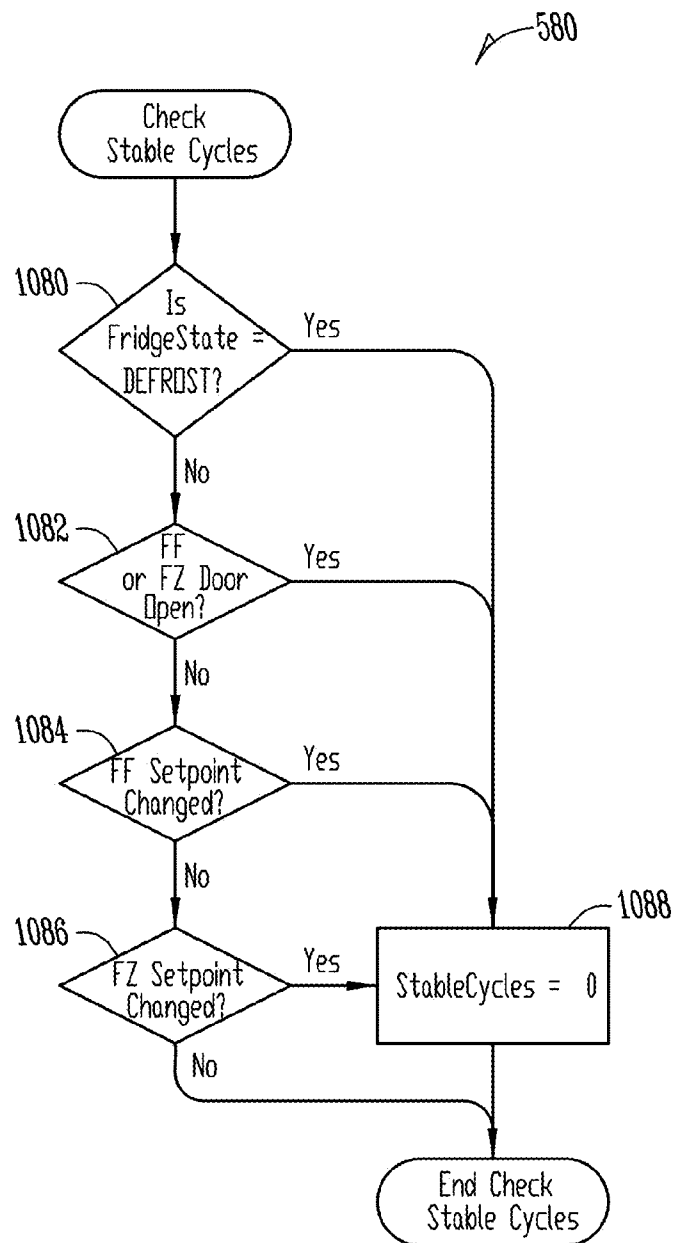 580
Check
Stable Cycles
1080
Is
FridgeState =
DEFROST?
Yes
No
1082
FF
or FZ Door
Open?
Yes
No
1084
FF Setpoint
Changed?
Yes
No
1086
FZ Setpoint
Changed?
Yes
1088
StableCycles = 0
No
End Check
Stable Cycles